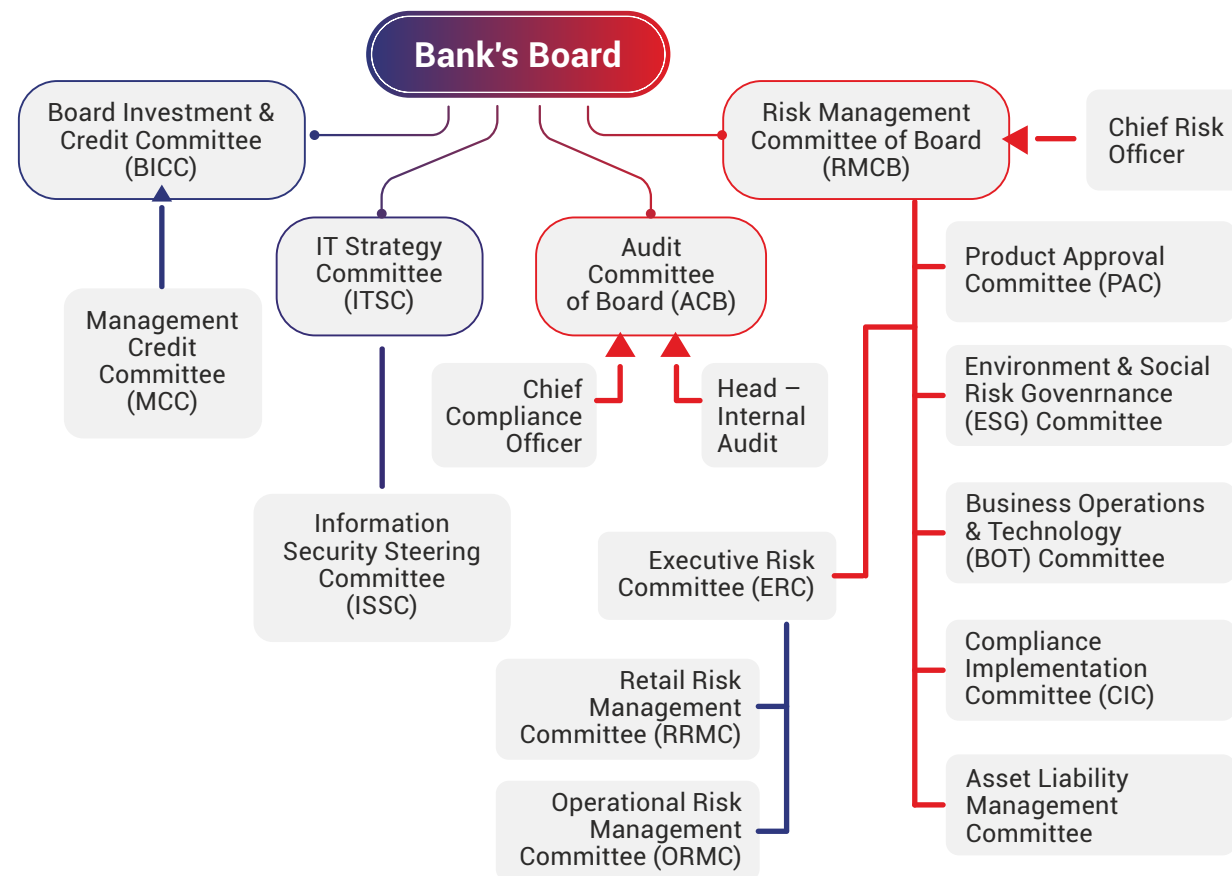 Bank's Board
Board Investment &
Credit Committee
(BICC)
Risk Management
Committee of Board
(RMCB)
Chief Risk
Officer
IT Strategy
Committee
(ITSC)
Audit
Committee
of Board (ACB)
Product Approval
Committee (PAC)
Management
Credit
Committee
(MCC)
Chief
Compliance
Officer
Head –
Internal
Audit
Environment & Social
Risk Govenrnance
(ESG) Committee
Information
Security Steering
Committee
(ISSC)
Executive Risk
Committee (ERC)
Business Operations
& Technology
(BOT) Committee
Retail Risk
Management
Committee (RRMC)
Compliance
Implementation
Committee (CIC)
Operational Risk
Management
Committee (ORMC)
Asset Liability
Management
Committee